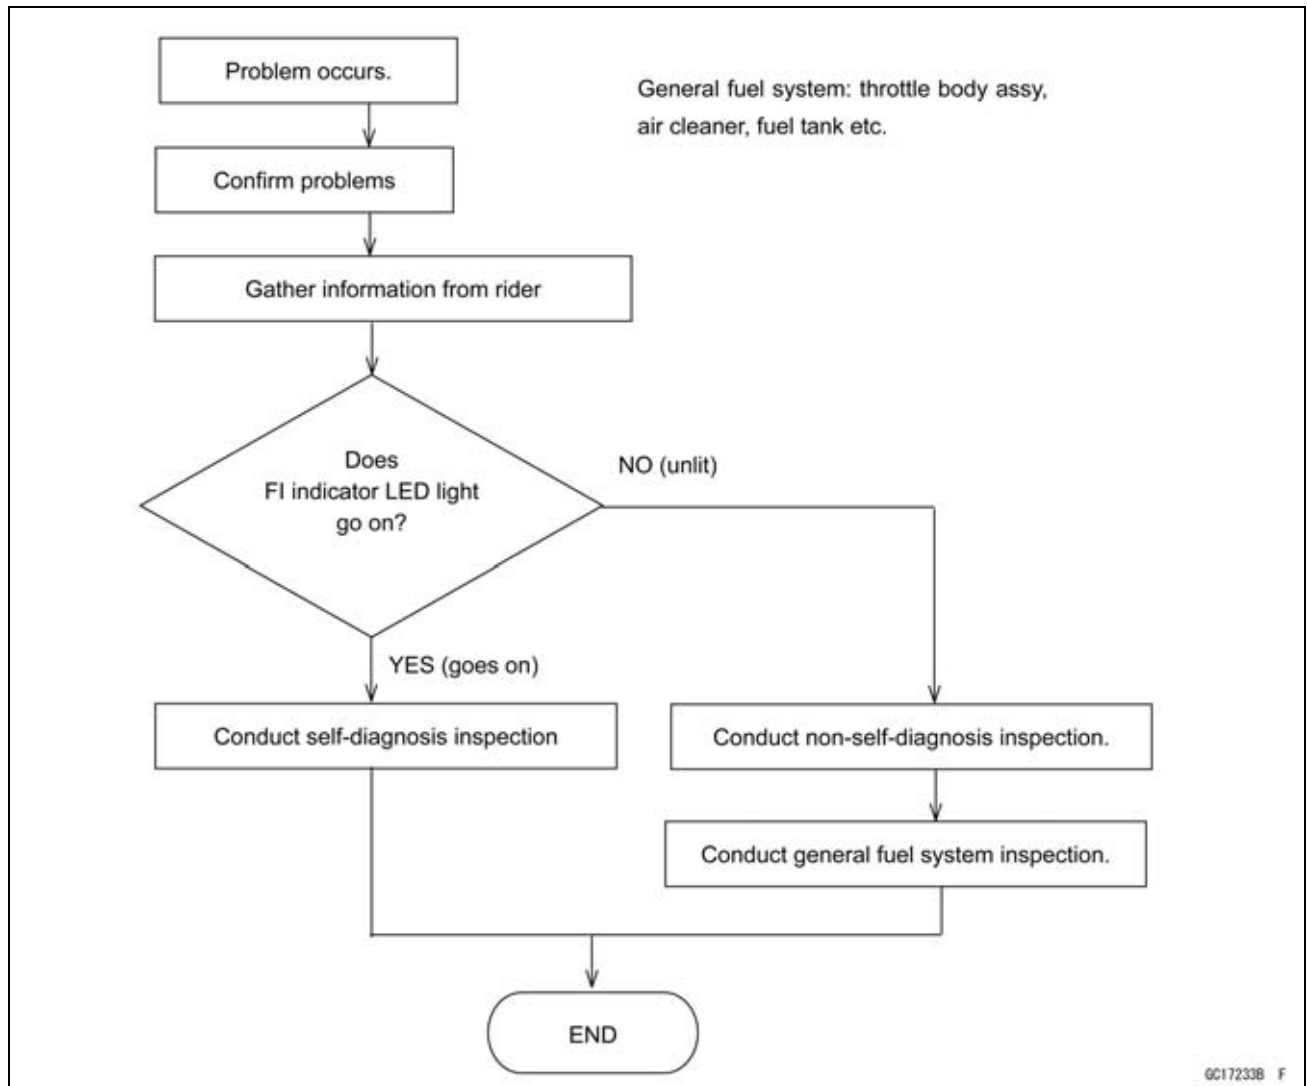 Problem occurs.
General fuel system: throttle body assy,
air cleaner, fuel tank etc.
Confirm problems
Gather information from rider
Does
FI indicator LED light
go on?
NO (unlit)
YES (goes on)
Conduct self-diagnosis inspection
Conduct non-self-diagnosis inspection.
Conduct general fuel system inspection.
END
GC17233B F